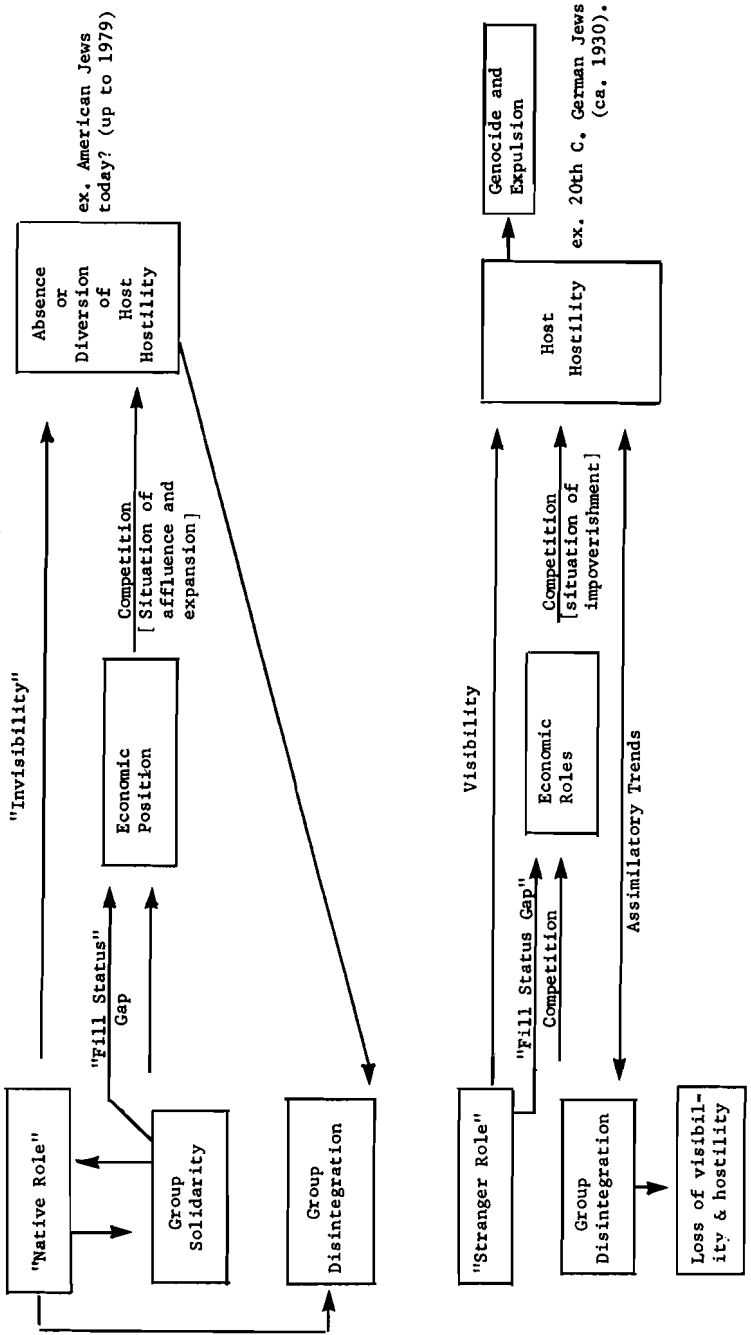 "Native Role"
Group
Solidarity
Group
Disintegration
"Invisibility"
"Fill Status"
Gap
Economic
Position
Competition
[Situation of
affluence and
expansion]
Absence
or
Diversion
of
Host
Hostility
ex. American Jews
today? (up to 1979)
"Stranger Role"
Group
Disintegration
Loss of visibil-
ity & hostility
Visibility
"Fill Status Gap"
Competition
Economic
Roles
Assimilatory Trends
Competition
[situation of
impoverishment]
Host
Hostility
Genocide and
Expulsion
ex. 20th C. German Jews
(ca. 1930).